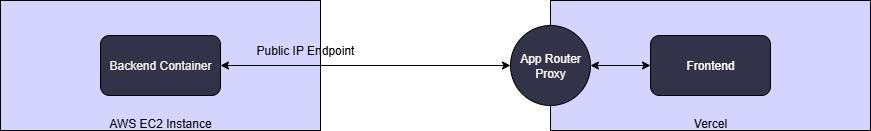 Public IP Endpoint
Backend Container
App Router
Proxy
Frontend
AWS EC2 Instance
Vercel